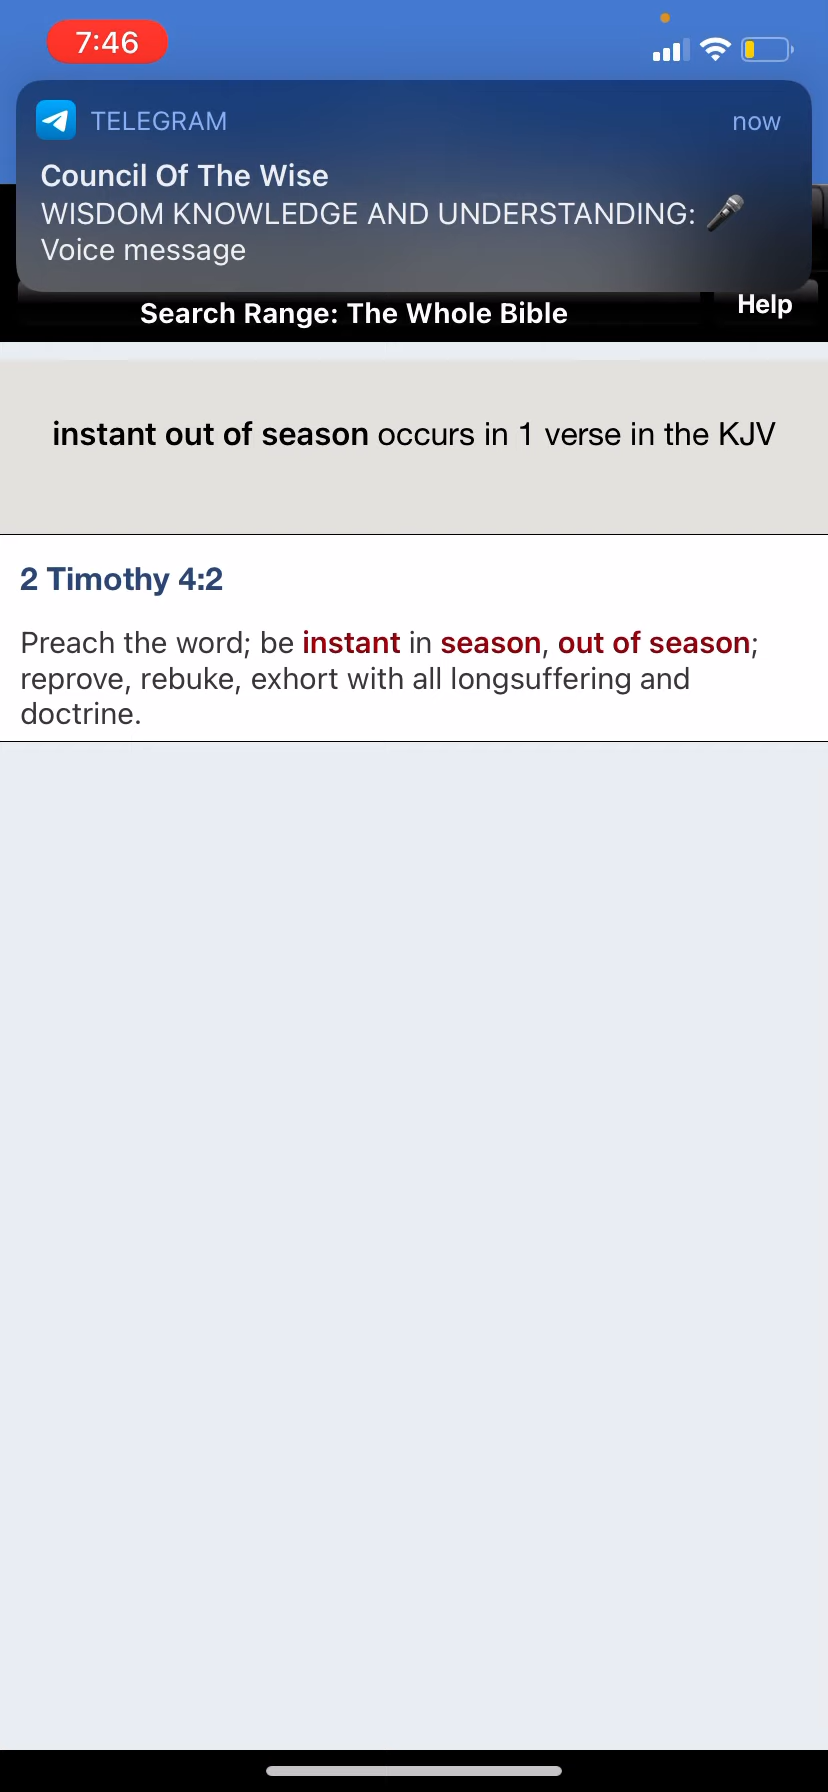 7:46
TELEGRAM
now
Council Of The Wise
WISDOM KNOWLEDGE AND UNDERSTANDING: 🎤
Voice message
Search Range: The Whole Bible
Help
instant out of season occurs in 1 verse in the KJV
2 Timothy 4:2
Preach the word; be instant in season, out of season;
reprove, rebuke, exhort with all longsuffering and
doctrine.